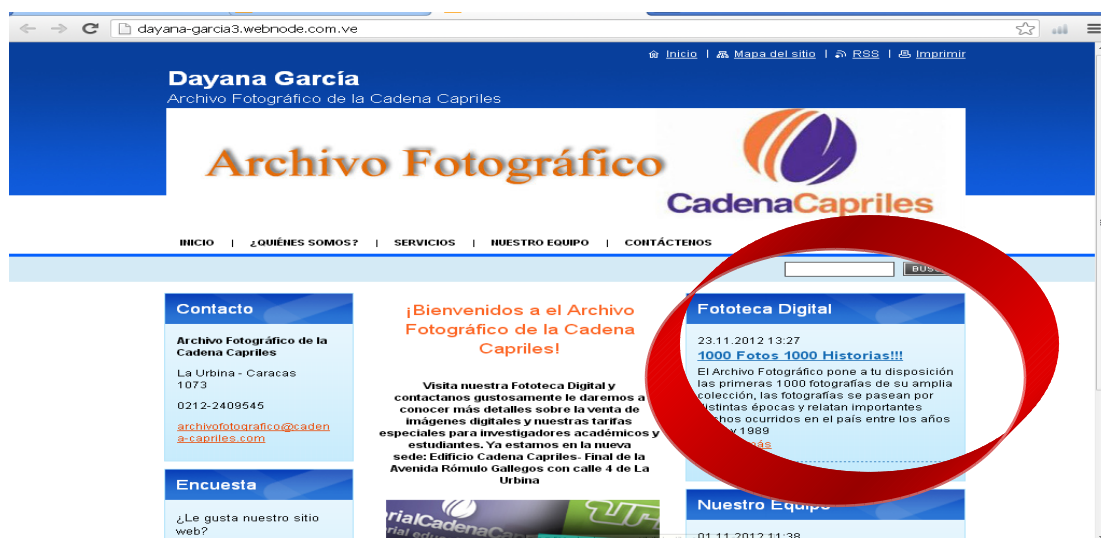 dayana-garcia3.webnode.com.ve
Inicio | Mapa del sitio | RSS | Imprimir
Dayana García
Archivo Fotográfico de la Cadena Capriles
Archivo Fotográfico
CadenaCapriles
INICIO | ¿QUIÉNES SOMOS? | SERVICIOS | NUESTRO EQUIPO | CONTÁCTENOS
Contacto
Archivo Fotográfico de la
Cadena Capriles
La Urbina - Caracas
1073
0212-2409545
archivofotografico@caden
a-capriles.com
Encuesta
¿Le gusta nuestro sitio
web?
¡Bienvenidos a el Archivo
Fotográfico de la Cadena
Capriles!
Visita nuestra Fototeca Digital y
contactanos gustosamente le daremos a
conocer más detalles sobre la venta de
imágenes digitales y nuestras tarifas
especiales para investigadores académicos y
estudiantes. Ya estamos en la nueva
sede: Edificio Cadena Capriles- Final de la
Avenida Rómulo Gallegos con calle 4 de La
Urbina
Fototeca Digital
23.11.2012 13:27
1000 Fotos 1000 Historias!!!
El Archivo Fotográfico pone a tu disposición
las primeras 1000 fotografías de su amplia
colección, las fotografías se pasean por
distintas épocas y relatan importantes
hechos ocurridos en el país entre los años
y 1989
más
Nuestro Equipo
01.11.2012 11:38